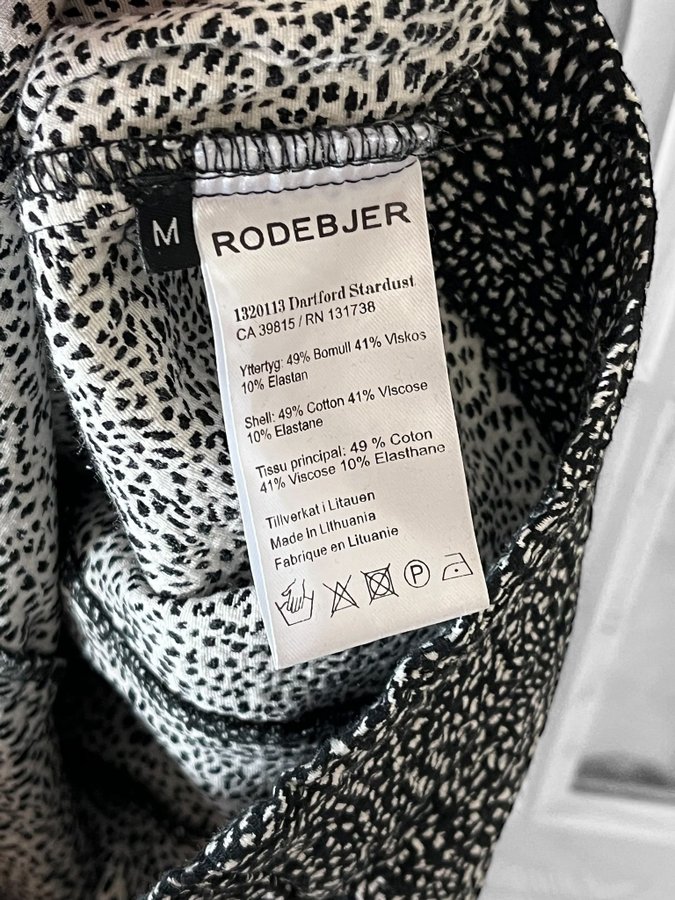 M
RODEBJER
1320113 Dartford Stardust
CA 39815 / RN 131738
Yttertyg: 49% Bomull 41% VIskos
10% Elastan
Shell: 49% Cotton 41% Viscose
10% Elastane
Tissu principal: 49 % Coton
41% Viscose 10% Elasthane
Tillverkat i Litauen
Made In LIthuania
Fabrique en Lituanie
P